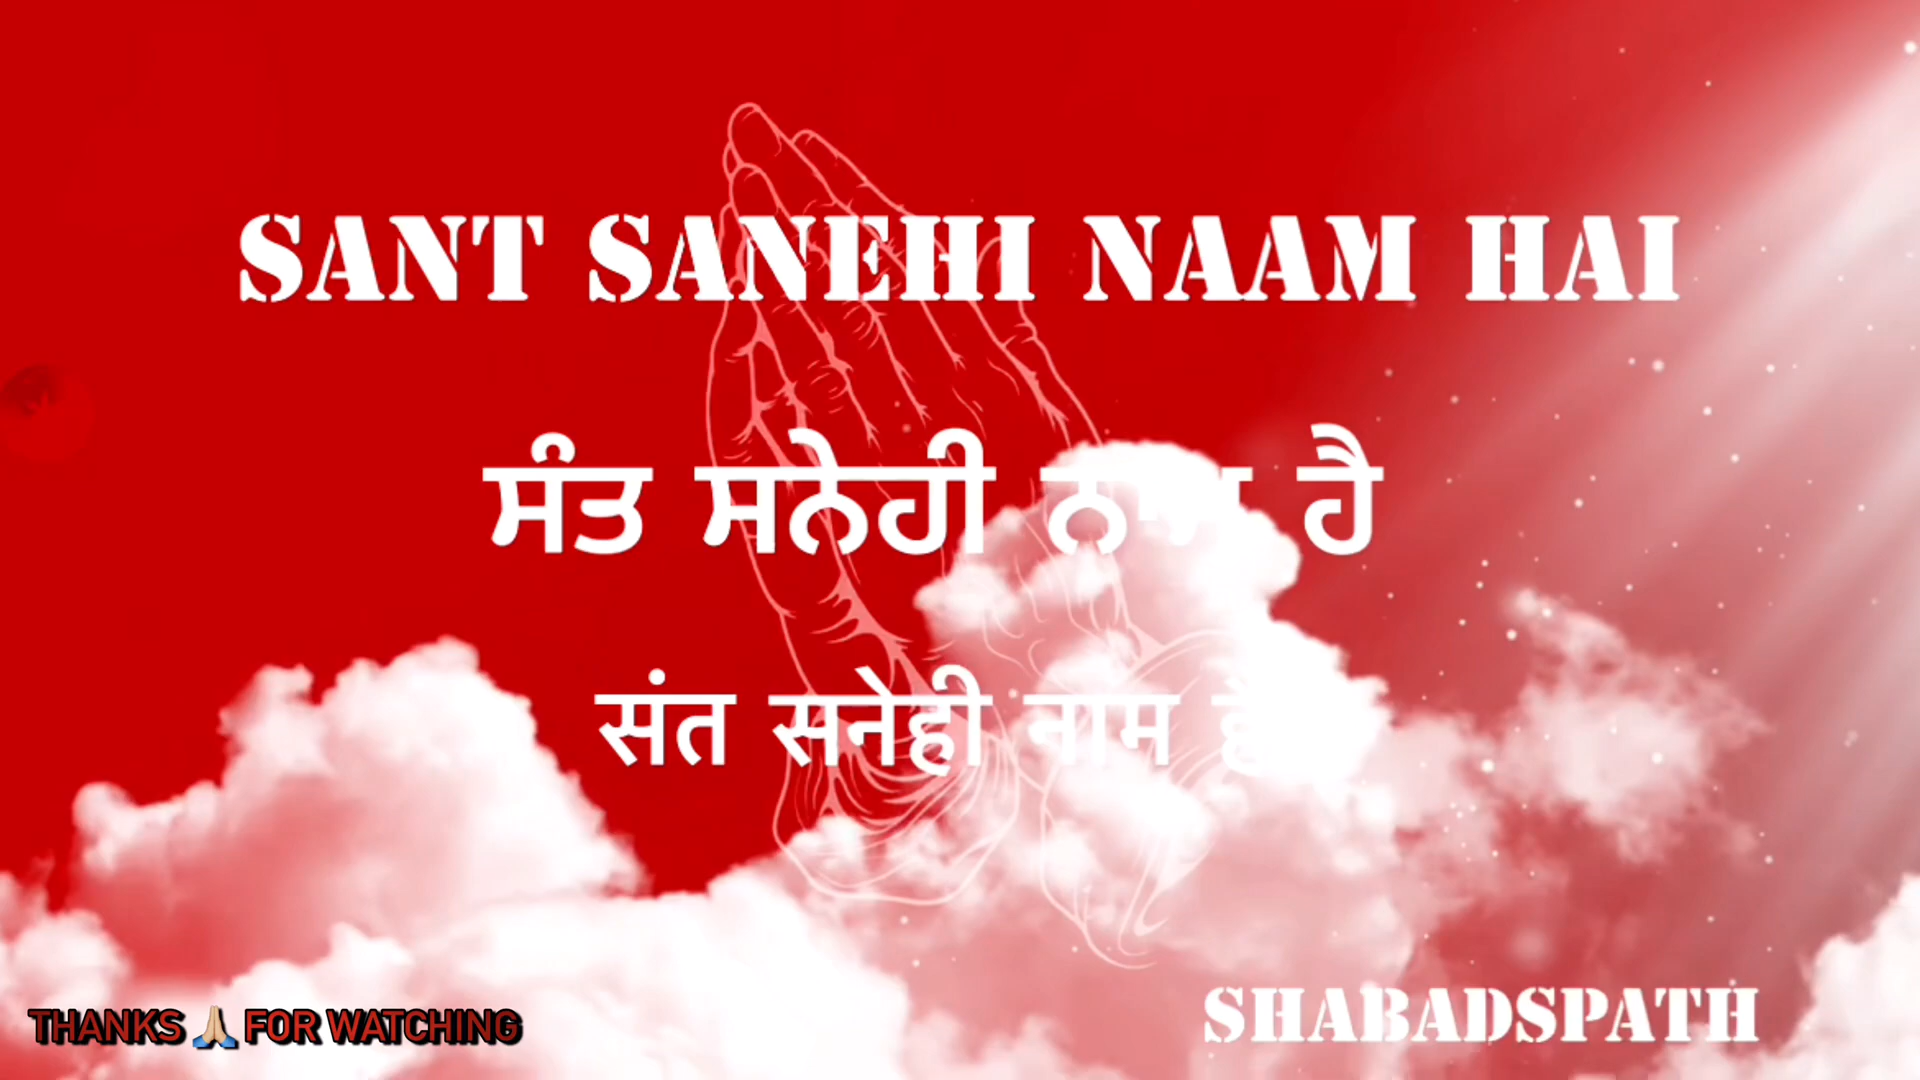 SANT SANEHI NAAM HAI
ਸੰਤ ਸਨੇਹੀ ਨਾਮ ਹੈ
संत सनेही नाम है
THANKS 🙏🏼 FOR WATCHING
SHABADSPATH